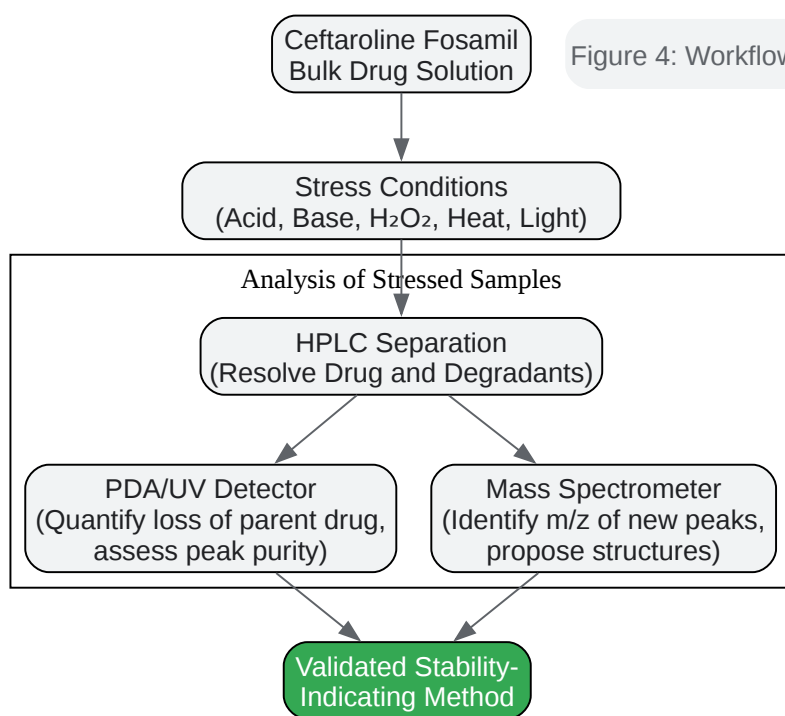 Ceftaroline Fosamil
Bulk Drug Solution
Figure 4: Workflow
Stress Conditions
(Acid, Base, H₂O₂, Heat, Light)
Analysis of Stressed Samples
HPLC Separation
(Resolve Drug and Degradants)
PDA/UV Detector
(Quantify loss of parent drug,
assess peak purity)
Mass Spectrometer
(Identify m/z of new peaks,
propose structures)
Validated Stability-
Indicating Method